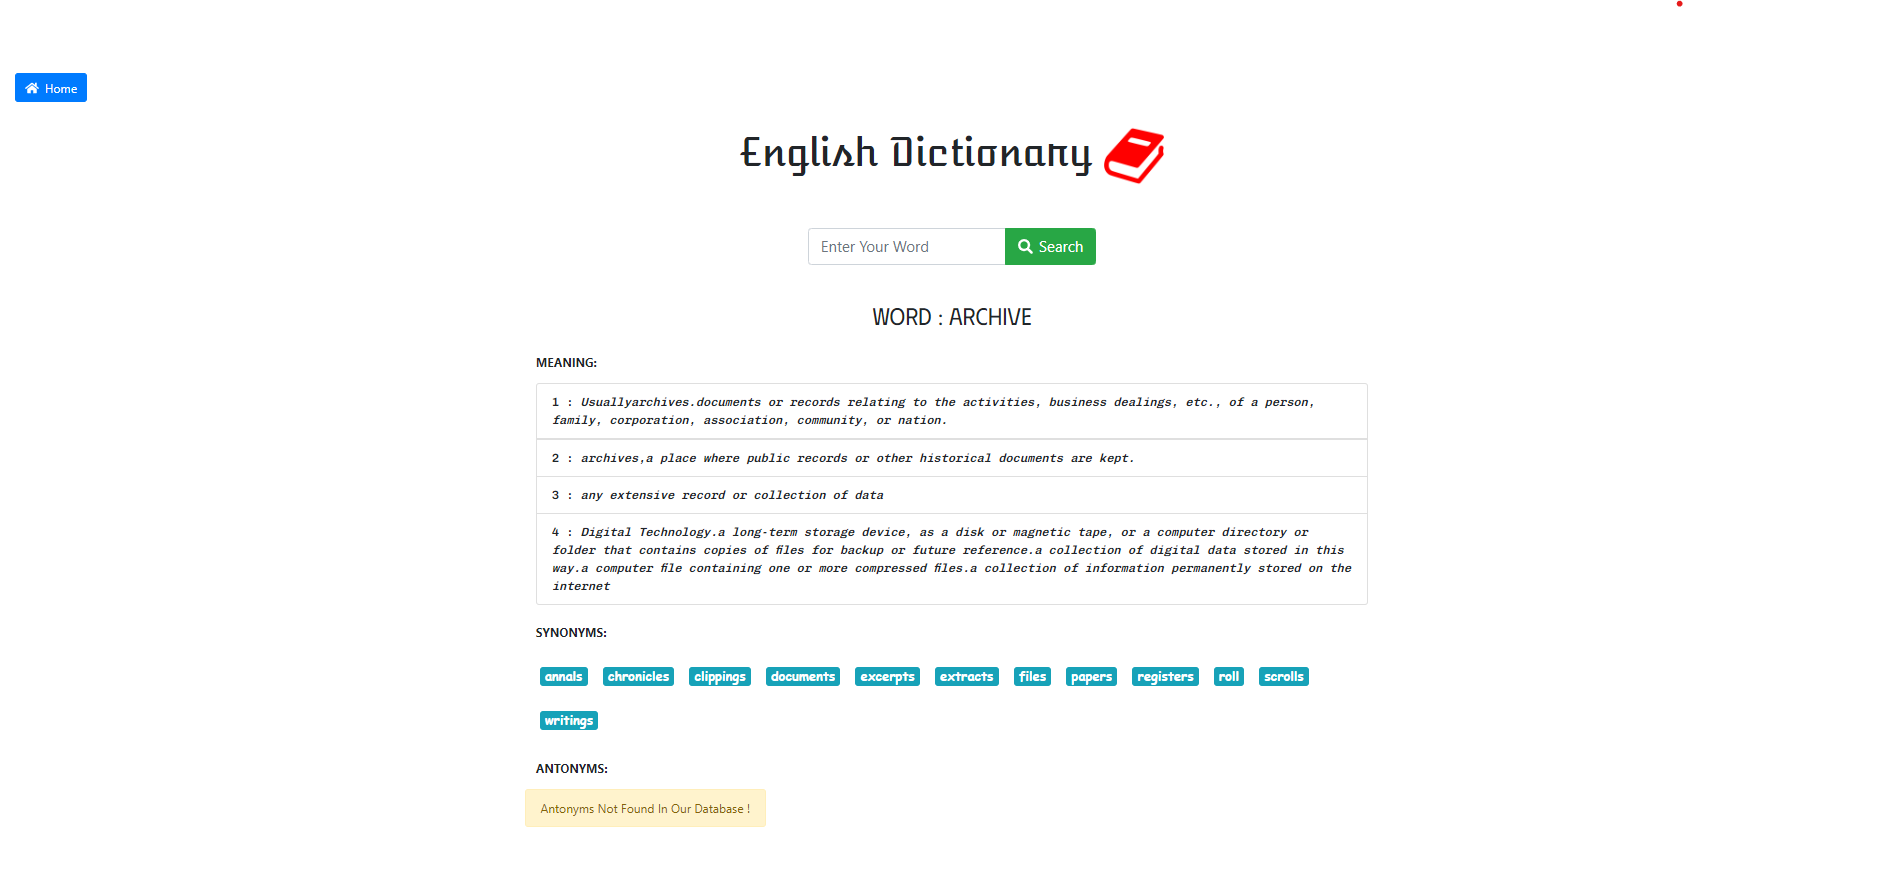 Home
English Dictionary
Enter Your Word
Search
WORD : ARCHIVE
MEANING:
1 : Usuallyarchives.documents or records relating to the activities, business dealings, etc., of a person,
family, corporation, association, community, or nation.
2 : archives,a place where public records or other historical documents are kept.
3 : any extensive record or collection of data
4 : Digital Technology.a long-term storage device, as a disk or magnetic tape, or a computer directory or
folder that contains copies of files for backup or future reference.a collection of digital data stored in this
way.a computer file containing one or more compressed files.a collection of information permanently stored on the
internet
SYNONYMS:
annals chronicles clippings documents excerpts extracts files papers registers roll scrolls
writings
ANTONYMS:
Antonyms Not Found In Our Database !